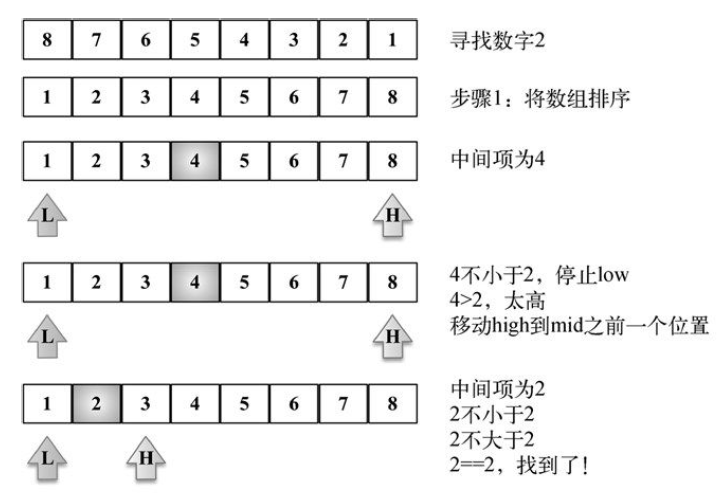 8 7 6 5 4 3 2 1 寻找数字2
1 2 3 4 5 6 7 8 步骤1：将数组排序
1 2 3 4 5 6 7 8 中间项为4
L H
1 2 3 4 5 6 7 8
4不小于2，停止low
4>2，太高
移动high到mid之前一个位置
L H
1 2 3 4 5 6 7 8
中间项为2
2不小于2
2不大于2
2==2，找到了！
L H